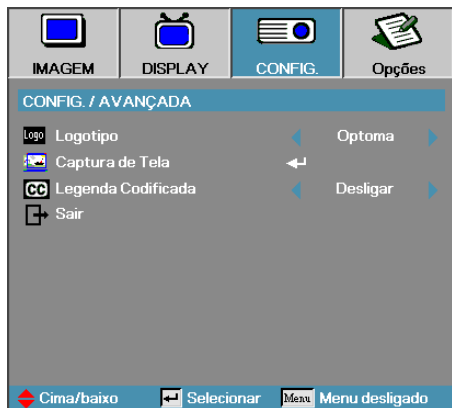 IMAGEM DISPLAY CONFIG. Opções
CONFIG. / AVANÇADA
Logo Logotipo Optoma
Captura de Tela
CC Legenda Codificada Desligar
Sair
Cima/baixo Selecionar Menu Menu desligado